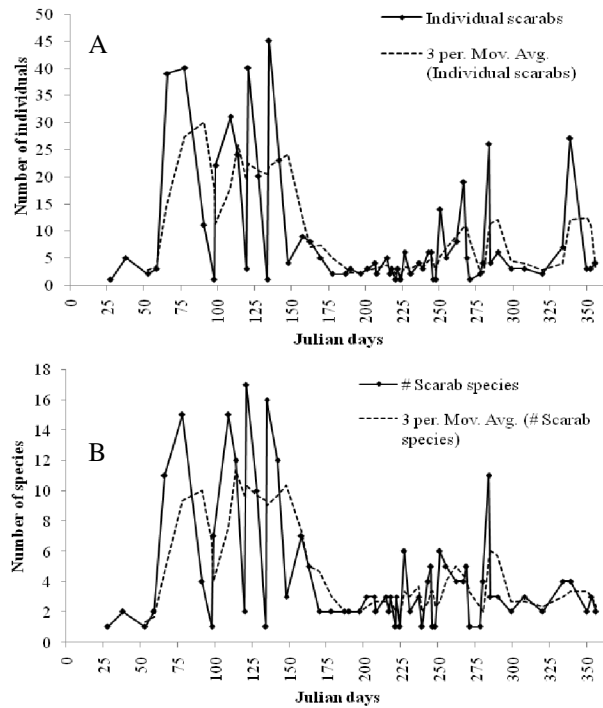 A
Individual scarabs
3 per. Mov. Avg.
(Individual scarabs)
Number of individuals
50
45
40
35
30
25
20
15
10
5
0
0 25 50 75 100 125 150 175 200 225 250 275 300 325 350
Julian days
B
# Scarab species
3 per. Mov. Avg. (# Scarab
species)
Number of species
18
16
14
12
10
8
6
4
2
0
0 25 50 75 100 125 150 175 200 225 250 275 300 325 350
Julian days